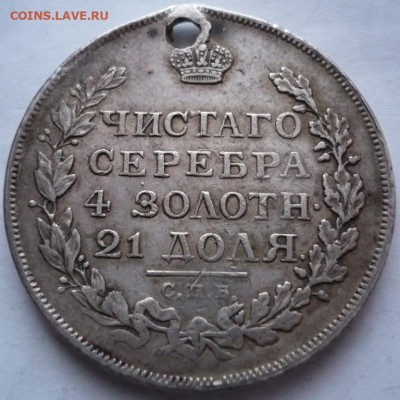 COINS.LAVE.RU
ЧИСТАГО
СЕРЕБРА
4 ЗОЛОТН·
21 ДОЛЯ.
С.П.Б.